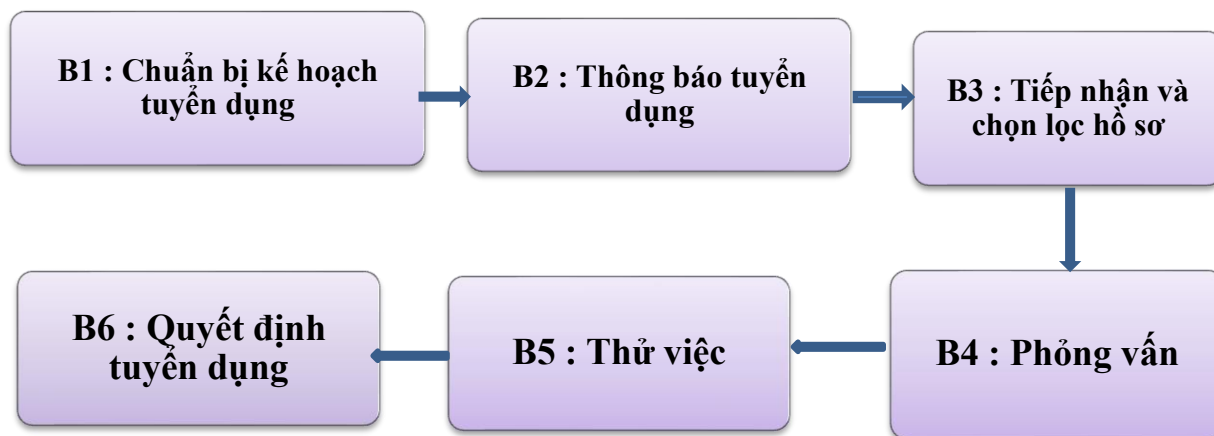 B1 : Chuẩn bị kế hoạch
tuyển dụng
B2 : Thông báo tuyển
dụng
B3 : Tiếp nhận và
chọn lọc hồ sơ
B4 : Phỏng vấn
B5 : Thử việc
B6 : Quyết định
tuyển dụng